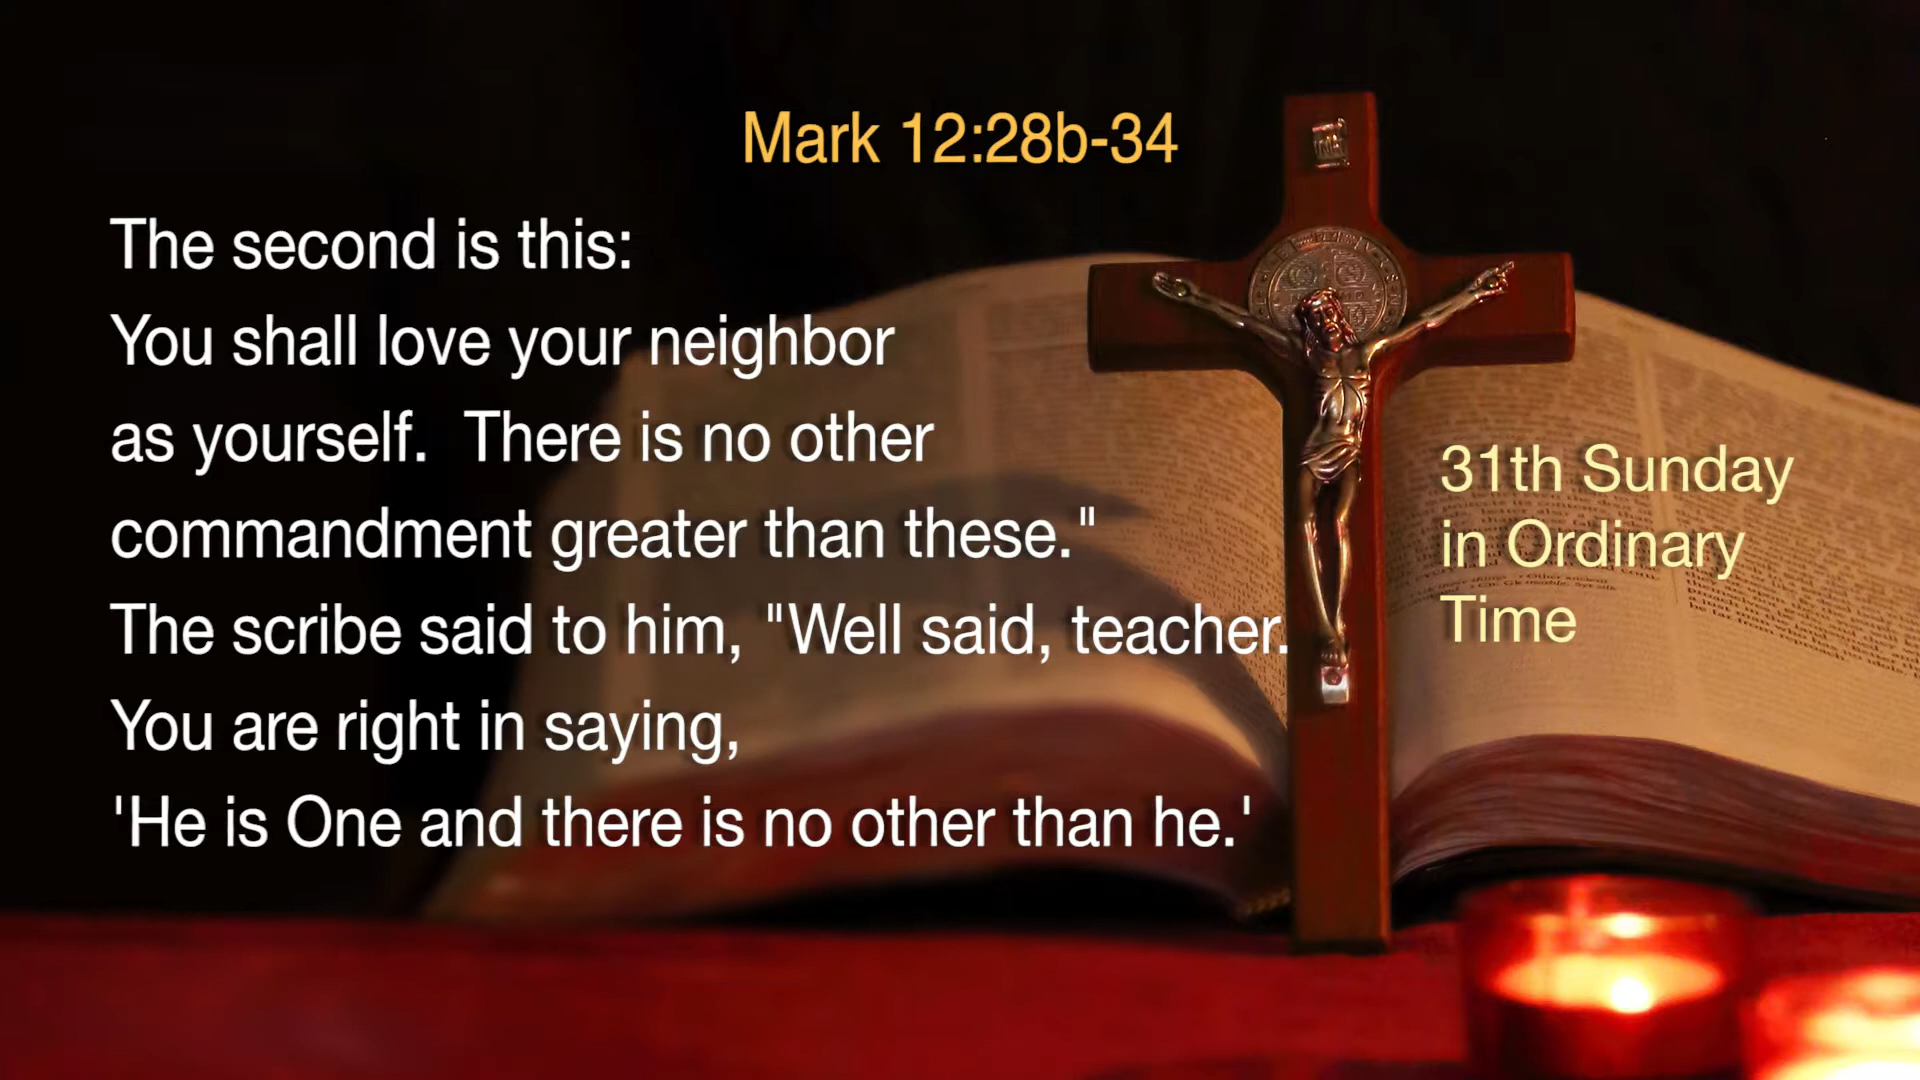 Mark 12:28b-34
The second is this:
You shall love your neighbor
as yourself.  There is no other
commandment greater than these."
The scribe said to him, "Well said, teacher.
You are right in saying,
'He is One and there is no other than he.'
31th Sunday
in Ordinary
Time